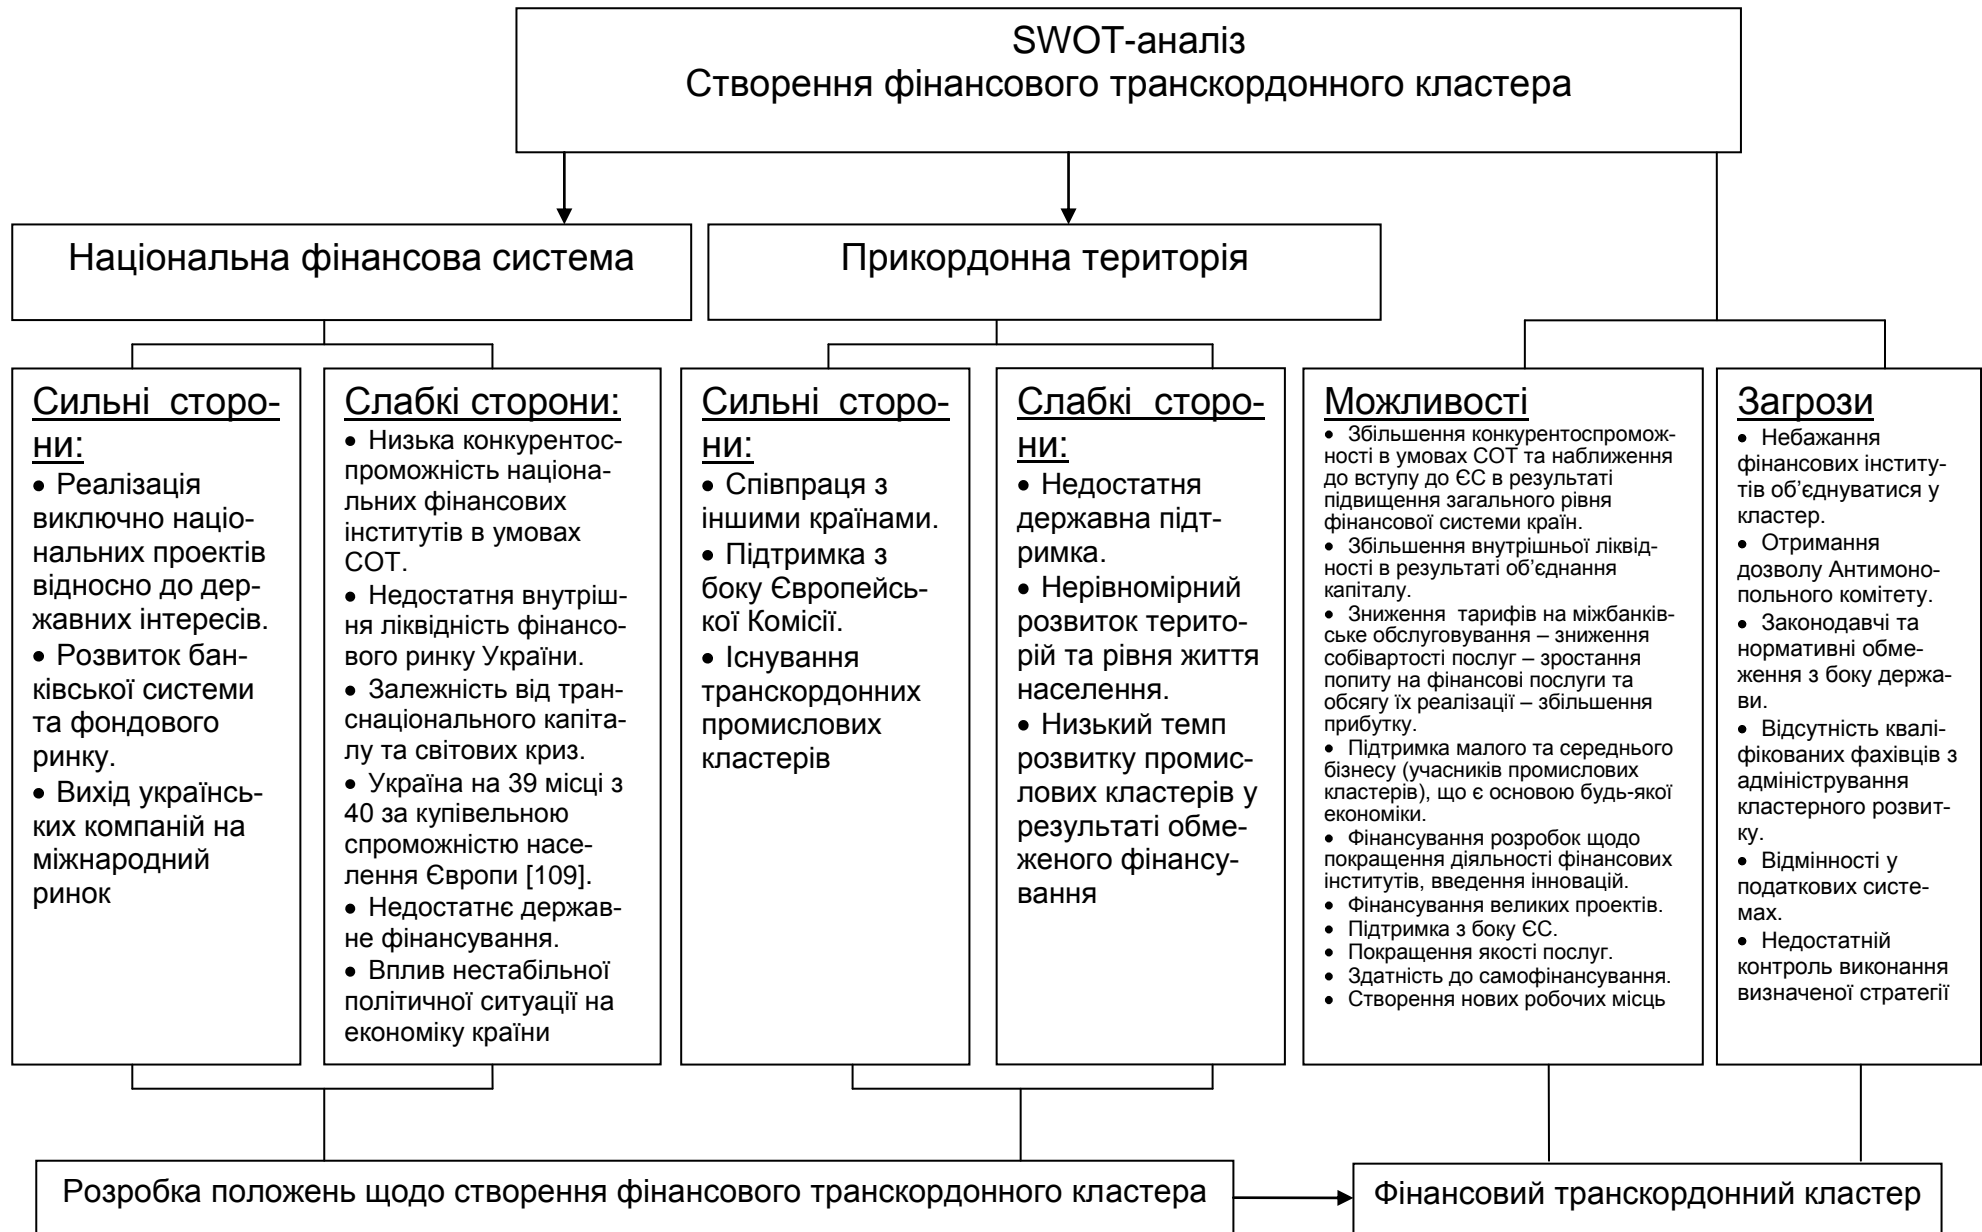 SWOT-аналіз
Створення фінансового транскордонного кластера
Національна фінансова система
Прикордонна територія
Сильні сторо-
ни:
• Реалізація
виключно націо-
нальних проектів
відносно до дер-
жавних інтересів.
• Розвиток бан-
ківської системи
та фондового
ринку.
• Вихід українсь-
ких компаній на
міжнародний
ринок
Слабкі сторони:
• Низька конкурентос-
проможність націона-
льних фінансових
інститутів в умовах
СОТ.
• Недостатня внутріш-
ня ліквідність фінансо-
вого ринку України.
• Залежність від тран-
снаціонального капіта-
лу та світових криз.
• Україна на 39 місці з
40 за купівельною
спроможністю насе-
лення Європи [109].
• Недостатнє держав-
не фінансування.
• Вплив нестабільної
політичної ситуації на
економіку країни
Сильні сторо-
ни:
• Співпраця з
іншими країнами.
• Підтримка з
боку Європейсь-
кої Комісії.
• Існування
транскордонних
промислових
кластерів
Слабкі сторо-
ни:
• Недостатня
державна підт-
римка.
• Нерівномірний
розвиток терито-
рій та рівня життя
населення.
• Низький темп
розвитку промис-
лових кластерів у
результаті обме-
женого фінансу-
вання
Можливості
• Збільшення конкурентоспромож-
ності в умовах СОТ та наближення
до вступу до ЄС в результаті
підвищення загального рівня
фінансової системи країн.
• Збільшення внутрішньої ліквід-
ності в результаті об’єднання
капіталу.
• Зниження тарифів на міжбанків-
ське обслуговування – зниження
собівартості послуг – зростання
попиту на фінансові послуги та
обсягу їх реалізації – збільшення
прибутку.
• Підтримка малого та середнього
бізнесу (учасників промислових
кластерів), що є основою будь-якої
економіки.
• Фінансування розробок щодо
покращення діяльності фінансових
інститутів, введення інновацій.
• Фінансування великих проектів.
• Підтримка з боку ЄС.
• Покращення якості послуг.
• Здатність до самофінансування.
• Створення нових робочих місць
Загрози
• Небажання
фінансових інститу-
тів об’єднуватися у
кластер.
• Отримання
дозволу Антимоно-
польного комітету.
• Законодавчі та
нормативні обме-
ження з боку держа-
ви.
• Відсутність квалі-
фікованих фахівців з
адміністрування
кластерного розвит-
ку.
• Відмінності у
податкових систе-
мах.
• Недостатній
контроль виконання
визначеної стратегії
Розробка положень щодо створення фінансового транскордонного кластера
Фінансовий транскордонний кластер